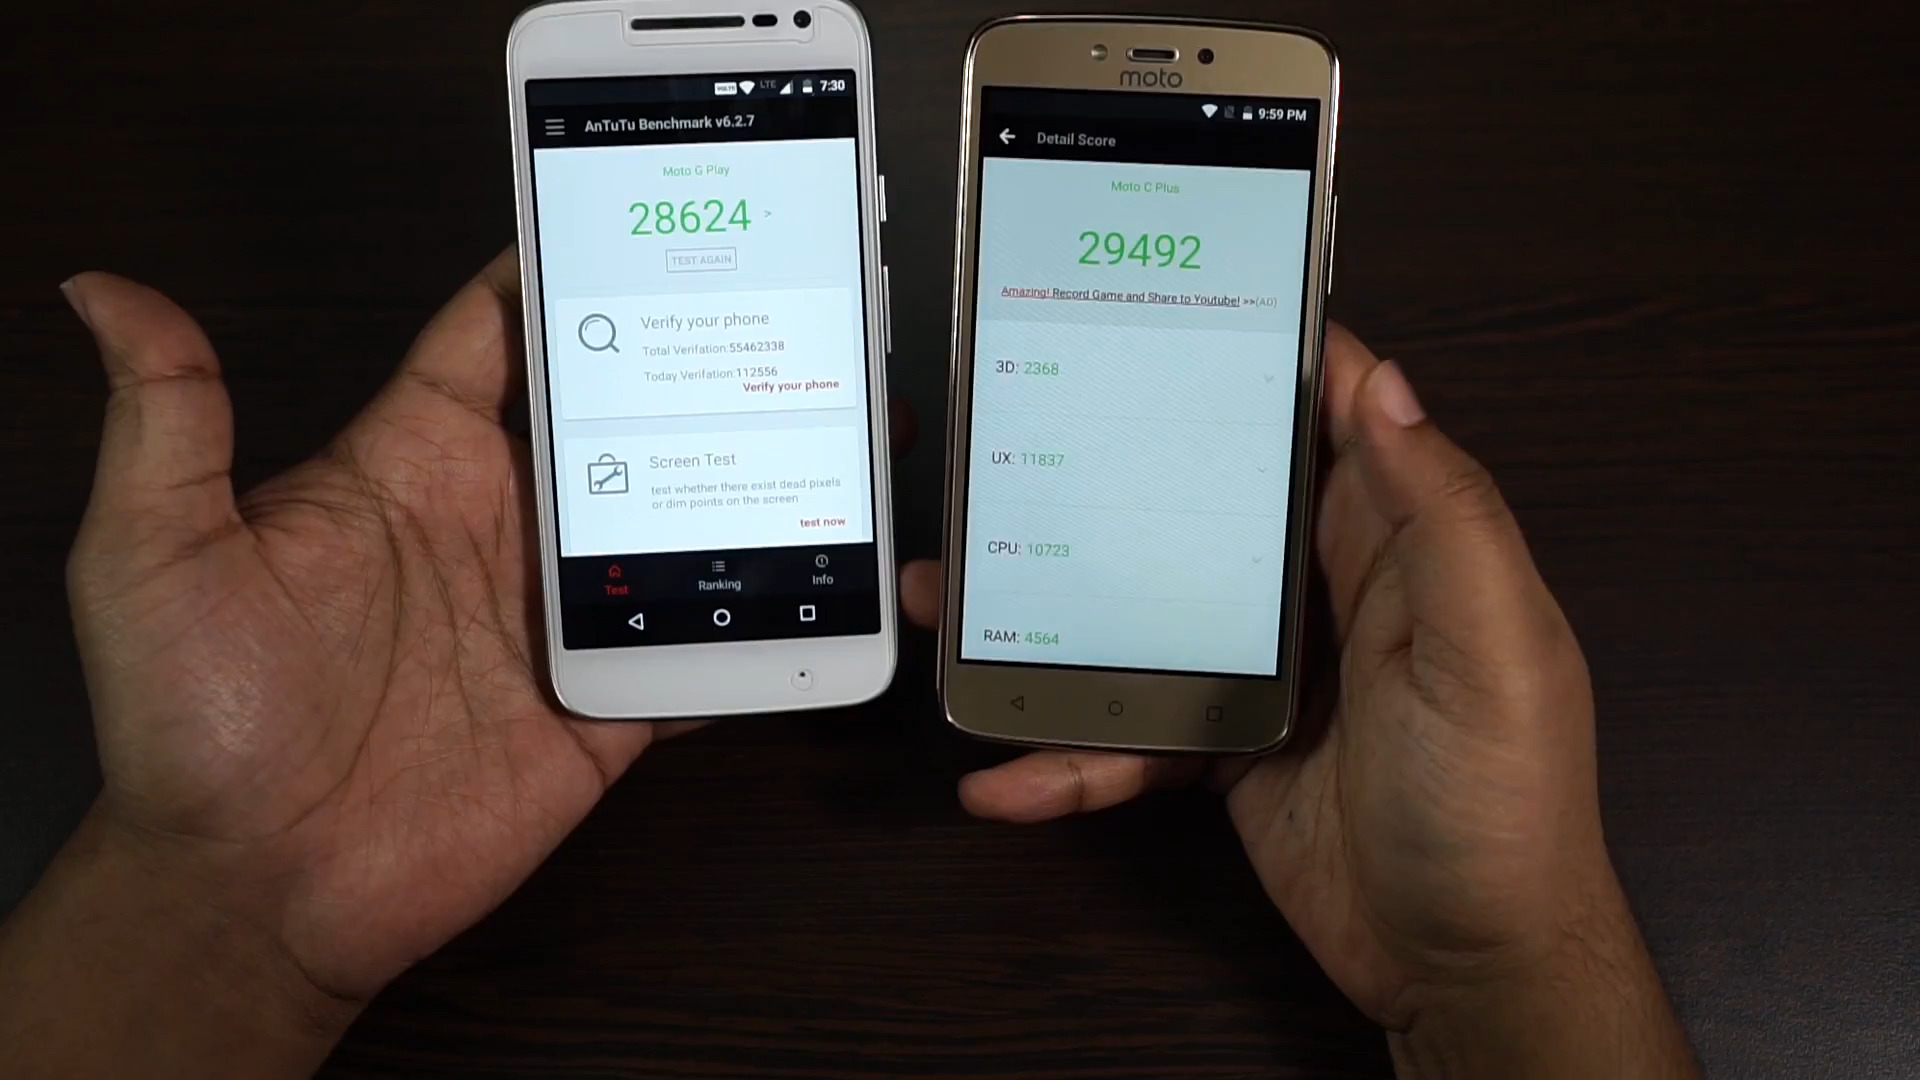 VoLTE LTE 7:30
AnTuTu Benchmark v6.2.7
Moto G Play
28624 >
TEST AGAIN
Verify your phone
Total Verifation:55462338
Today Verifation:112556
Verify your phone
Screen Test
test whether there exist dead pixels
or dim points on the screen
test now
Test
Ranking
Info
moto
9:59 PM
Detail Score
Moto C Plus
29492
Amazing! Record Game and Share to Youtube! >>(AD)
3D: 2368
UX: 11837
CPU: 10723
RAM: 4564